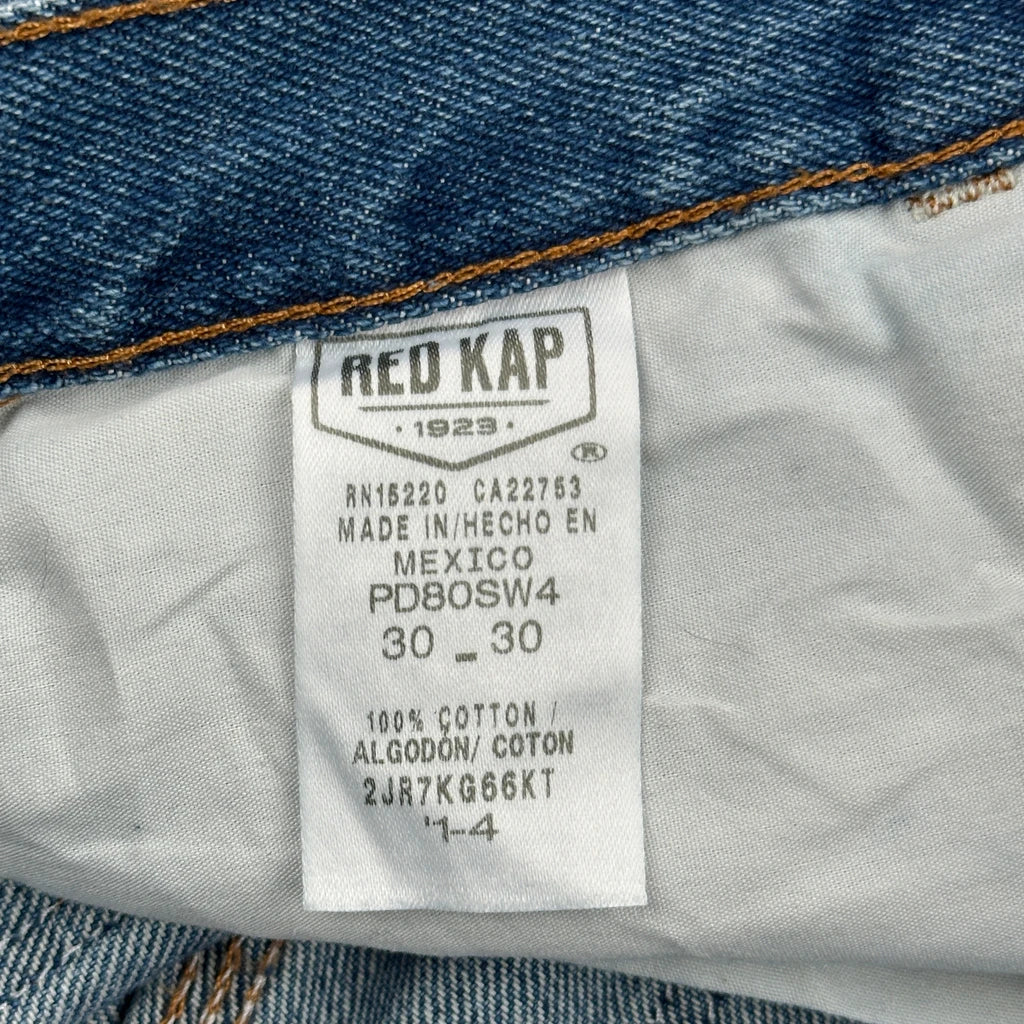 RED KAP
· 1923 ·
®
RN15220 CA22753
MADE IN/HECHO EN
MEXICO
PD80SW4
30 - 30
100% COTTON /
ALGODÓN/ COTON
2JR7KG66KT
1-4